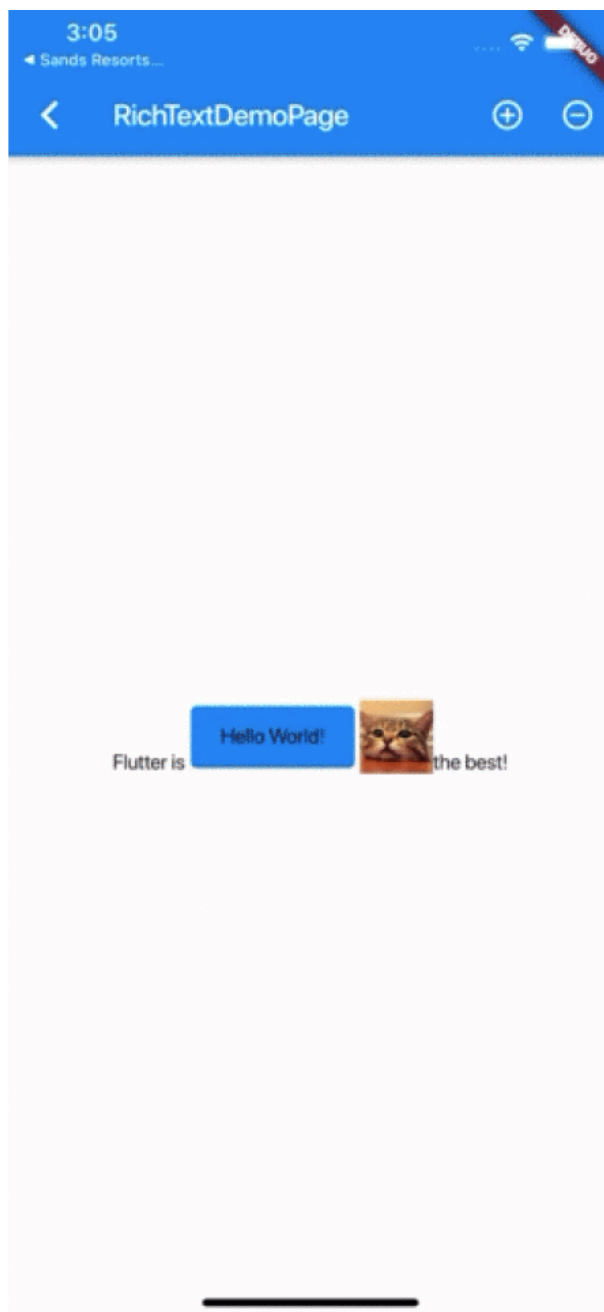 3:05
DEBUG
◀ Sands Resorts...
RichTextDemoPage
Hello World!
Flutter is the best!